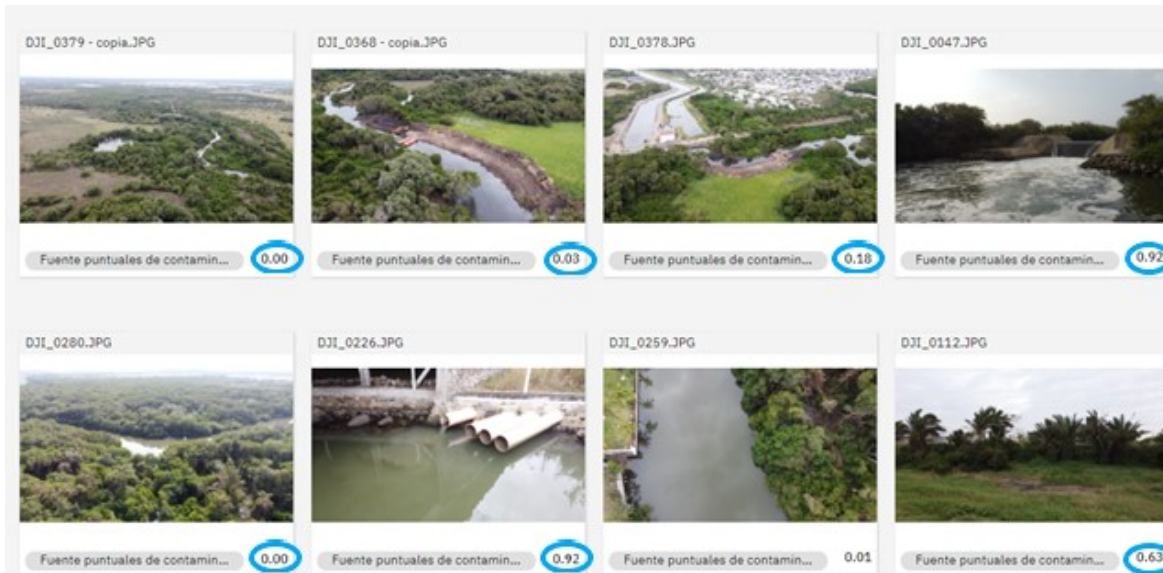 DJI_0379 - copia.JPG
DJI_0368 - copia.JPG
DJI_0378.JPG
DJI_0047.JPG
Fuente puntuales de contamin... 0.00
Fuente puntuales de contamin... 0.03
Fuente puntuales de contamin... 0.18
Fuente puntuales de contamin... 0.92
DJI_0280.JPG
DJI_0226.JPG
DJI_0259.JPG
DJI_0112.JPG
Fuente puntuales de contamin... 0.00
Fuente puntuales de contamin... 0.92
Fuente puntuales de contamin... 0.01
Fuente puntuales de contamin... 0.63